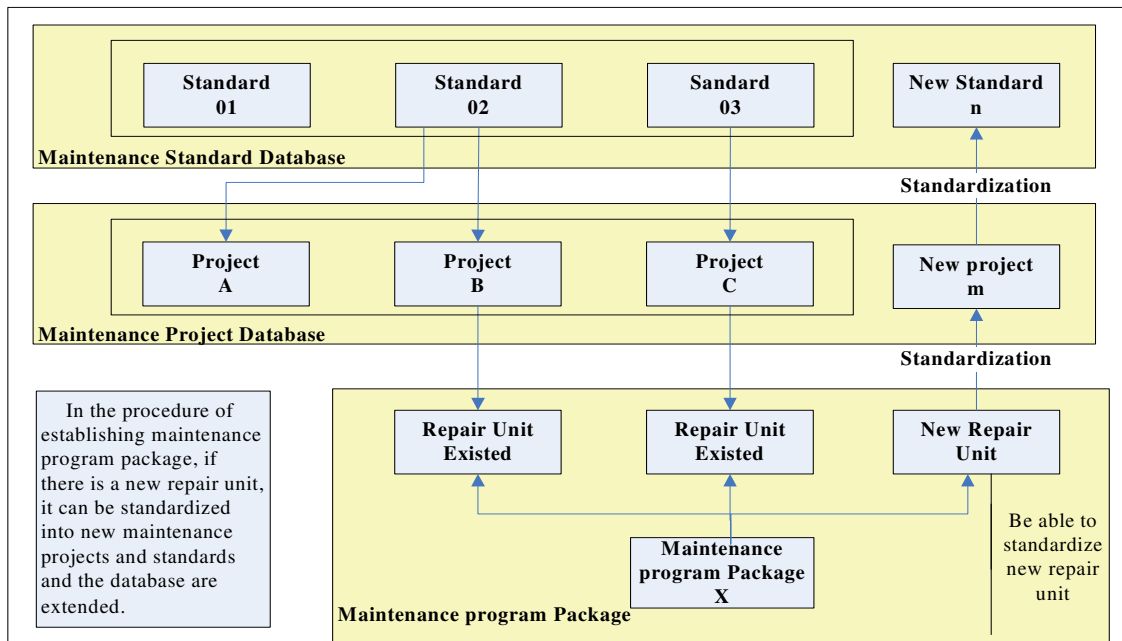 Standard
01
Standard
02
Sandard
03
New Standard
n
Maintenance Standard Database
Standardization
Project
A
Project
B
Project
C
New project
m
Maintenance Project Database
Standardization
In the procedure of
establishing maintenance
program package, if
there is a new repair unit,
it can be standardized
into new maintenance
projects and standards
and the database are
extended.
Repair Unit
Existed
Repair Unit
Existed
New Repair
Unit
Be able to
standardize
new repair
unit
Maintenance
program Package
X
Maintenance program Package